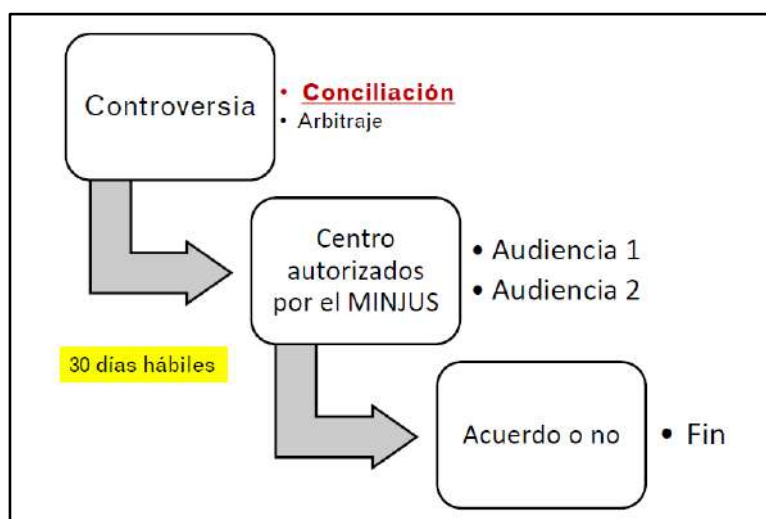 Controversia
• Conciliación
• Arbitraje
Centro
autorizados
por el MINJUS
• Audiencia 1
• Audiencia 2
30 días hábiles
Acuerdo o no
• Fin